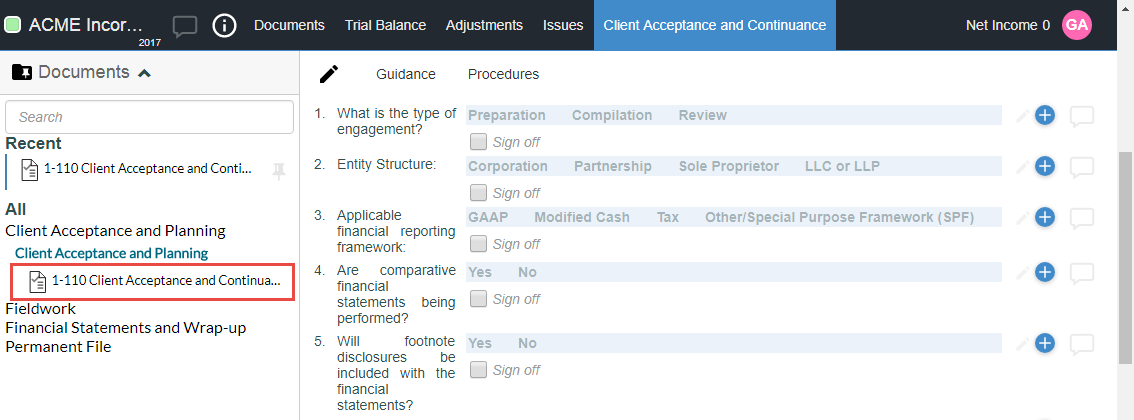 ACME Incor... Documents Trial Balance Adjustments Issues Client Acceptance and Continuance Net Income 0 GA
2017
Documents
Guidance Procedures
Search
Recent
1-110 Client Acceptance and Conti...
All
Client Acceptance and Planning
Client Acceptance and Planning
1-110 Client Acceptance and Continua...
Fieldwork
Financial Statements and Wrap-up
Permanent File
1. What is the type of
engagement?
Preparation Compilation Review
Sign off
2. Entity Structure:
Corporation Partnership Sole Proprietor LLC or LLP
Sign off
3. Applicable
financial reporting
framework:
GAAP Modified Cash Tax Other/Special Purpose Framework (SPF)
Sign off
4. Are comparative
financial
statements being
performed?
Yes No
Sign off
5. Will footnote
disclosures be
included with the
financial
statements?
Yes No
Sign off